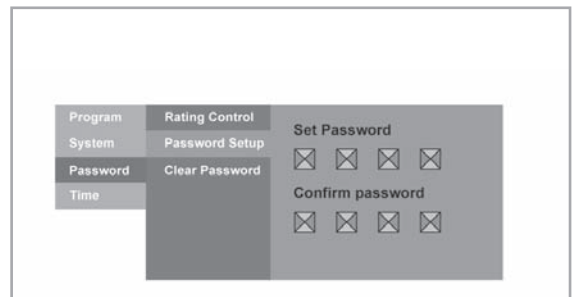 Program
System
Password
Time
Rating Control
Password Setup
Clear Password
Set Password
Confirm password